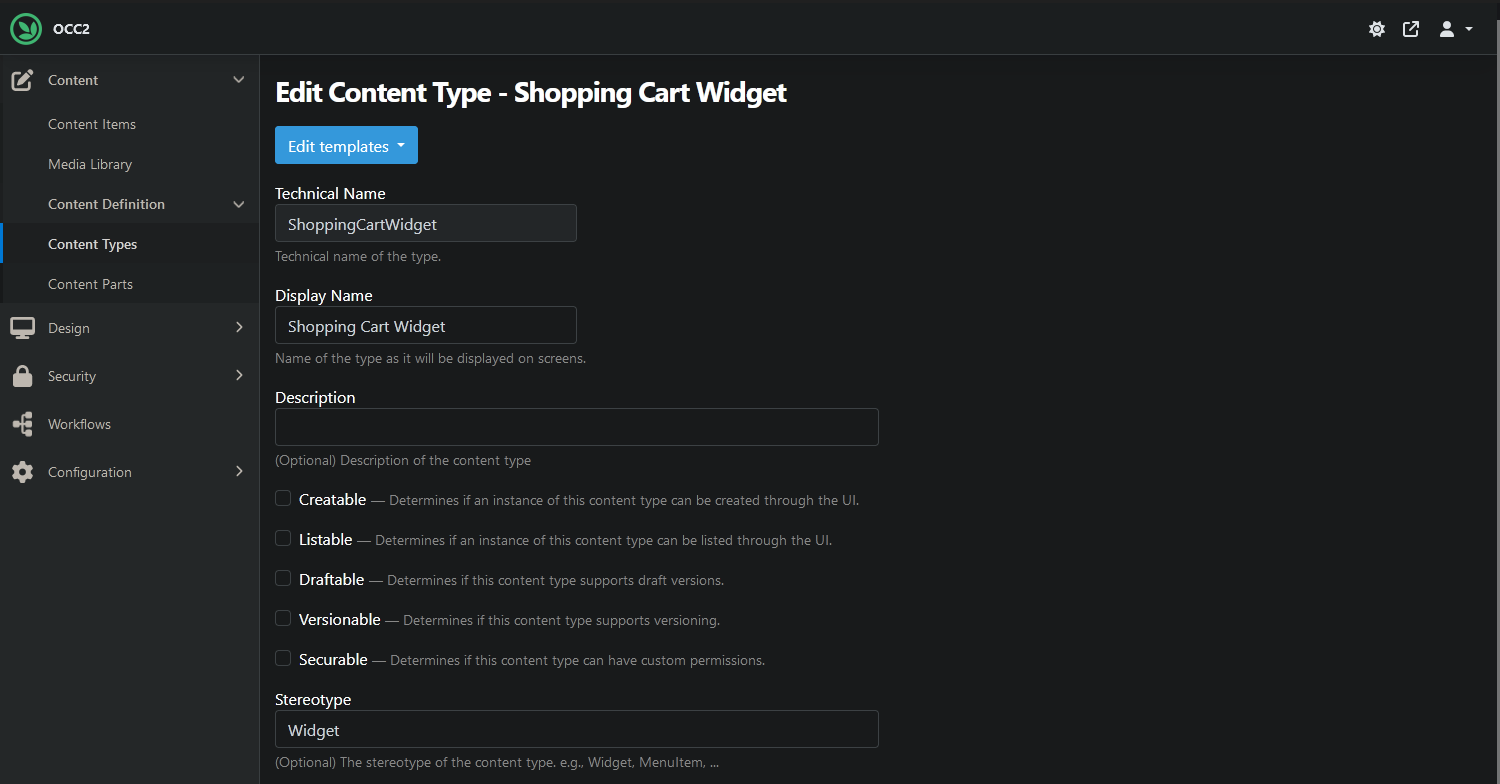 OCC2
Content
Content Items
Media Library
Content Definition
Content Types
Content Parts
Design
Security
Workflows
Configuration
Edit Content Type - Shopping Cart Widget
Edit templates
Technical Name
ShoppingCartWidget
Technical name of the type.
Display Name
Shopping Cart Widget
Name of the type as it will be displayed on screens.
Description
(Optional) Description of the content type
Creatable — Determines if an instance of this content type can be created through the UI.
Listable — Determines if an instance of this content type can be listed through the UI.
Draftable — Determines if this content type supports draft versions.
Versionable — Determines if this content type supports versioning.
Securable — Determines if this content type can have custom permissions.
Stereotype
Widget
(Optional) The stereotype of the content type. e.g., Widget, MenuItem, ...